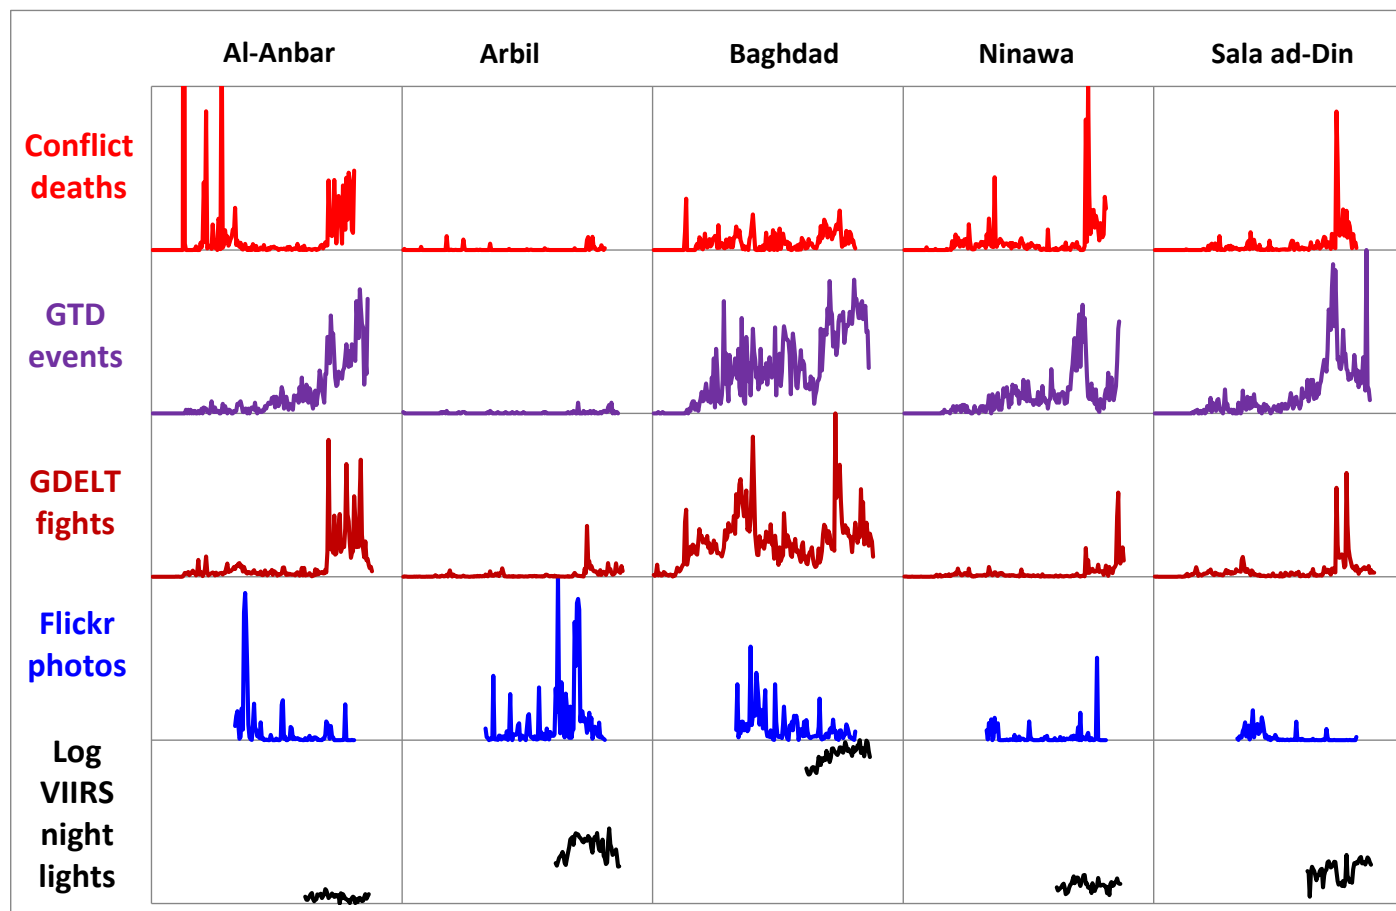 Al-Anbar Arbil Baghdad Ninawa Sala ad-Din
Conflict
deaths
GTD
events
GDELT
fights
Flickr
photos
Log
VIIRS
night
lights